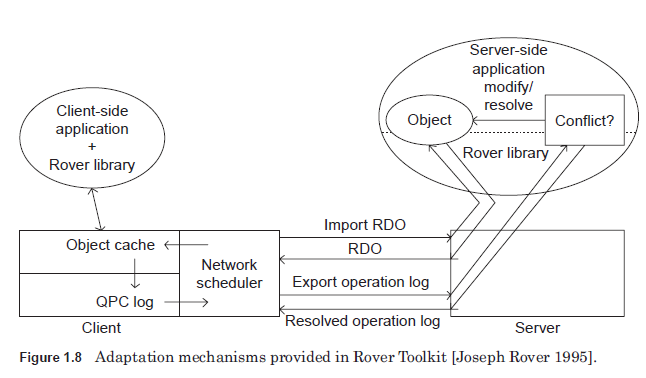 Server-side
application
modify/
resolve
Object
Conflict?
Rover library
Client-side
application
+
Rover library
Import RDO
RDO
Export operation log
Resolved operation log
Object cache
Network
scheduler
QPC log
Client
Server
Figure 1.8 Adaptation mechanisms provided in Rover Toolkit [Joseph Rover 1995].